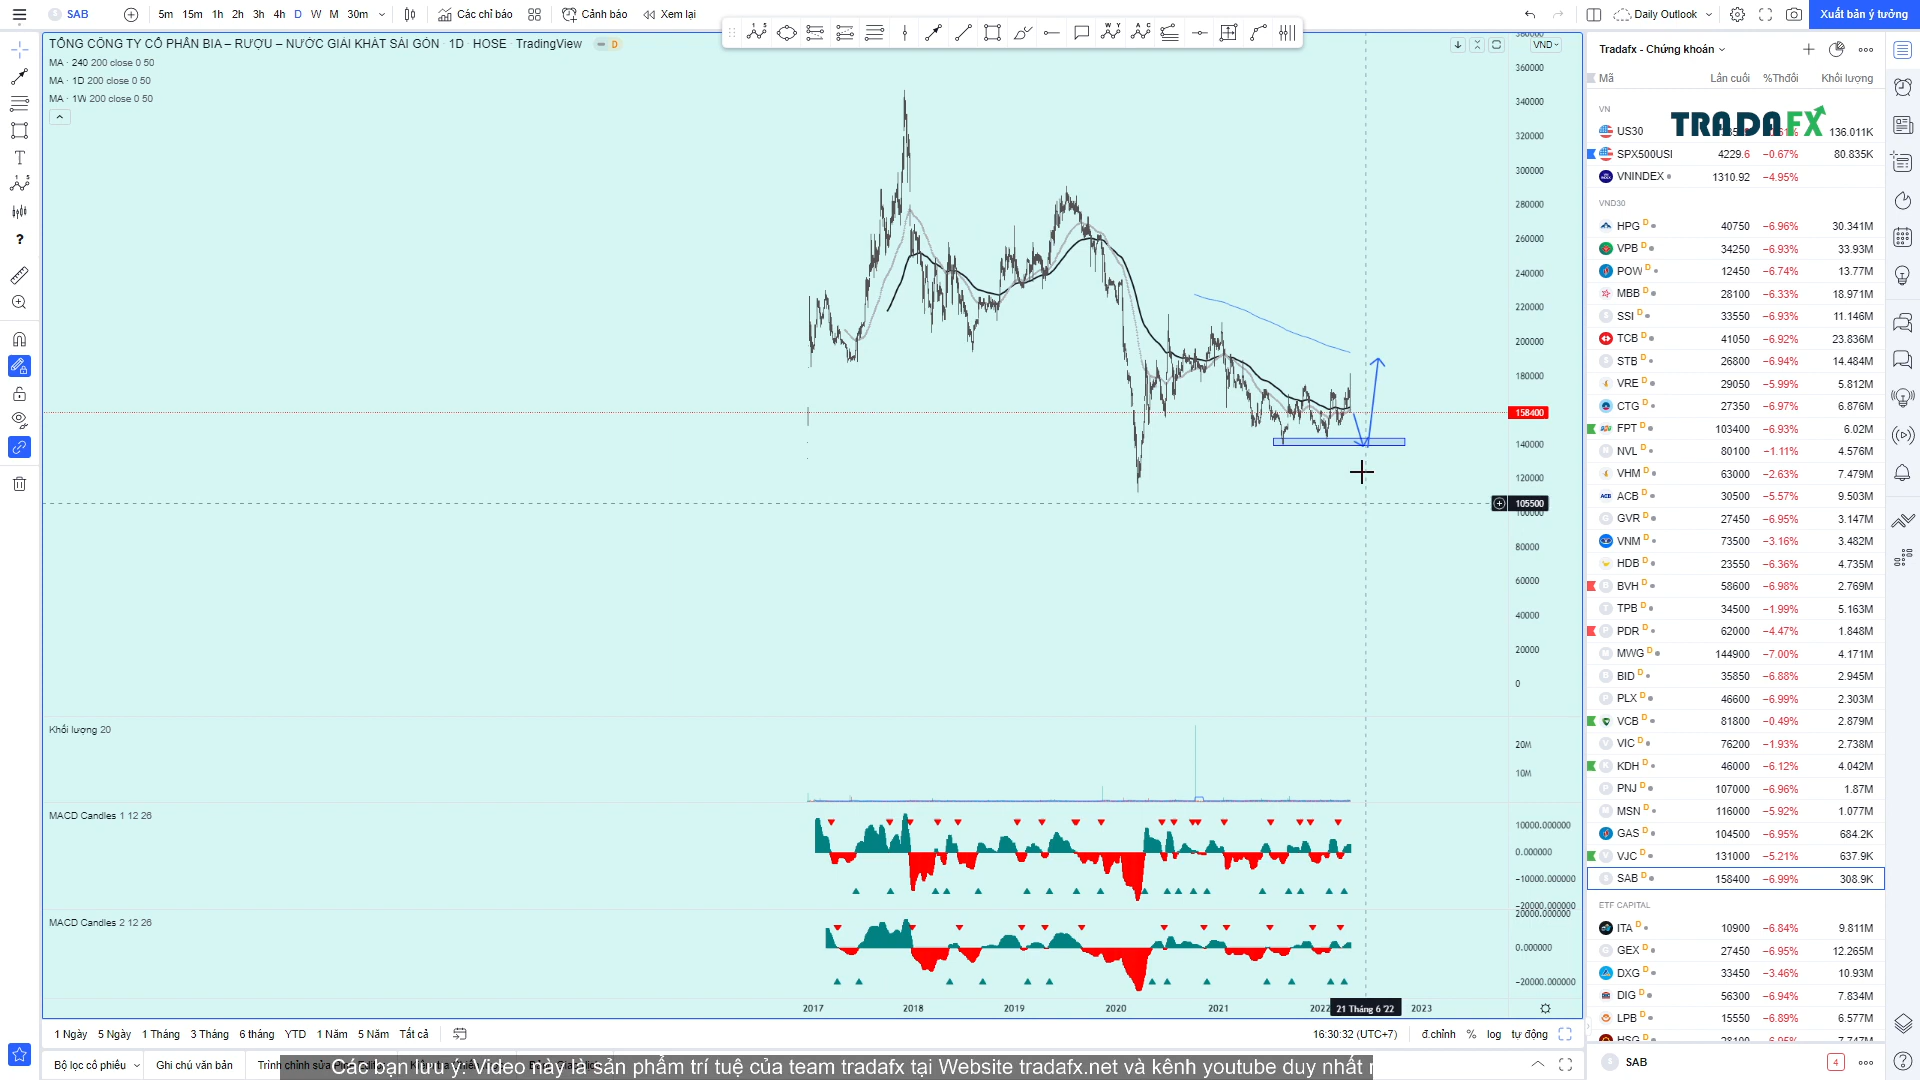 SAB
5m 15m 1h 2h 3h 4h D W M 30m
Các chỉ báo
Cảnh báo
Xem lại
Daily Outlook
Xuất bản ý tưởng
TỔNG CÔNG TY CỔ PHẦN BIA – RƯỢU – NƯỚC GIẢI KHÁT SÀI GÒN · 1D · HOSE · TradingView
D
VND
MA · 240 200 close 0 50
MA · 1D 200 close 0 50
MA · 1W 200 close 0 50
360000
340000
320000
300000
280000
260000
240000
220000
200000
180000
158400
140000
120000
105500
100000
80000
60000
40000
20000
0
Khối lượng 20
20M
10M
MACD Candles 1 12 26
10000.000000
0.000000
−10000.000000
−20000.000000
MACD Candles 2 12 26
20000.000000
0.000000
−20000.000000
2017 2018 2019 2020 2021 2022 21 Tháng 6 '22 2023
1 Ngày 5 Ngày 1 Tháng 3 Tháng 6 tháng YTD 1 Năm 5 Năm Tất cả
16:30:32 (UTC+7) đ.chỉnh % log tự động
Bộ lọc cổ phiếu
Ghi chú văn bản
Các bạn lưu ý: Video này là sản phẩm trí tuệ của team tradafx tại Website tradafx.net và kênh youtube duy nhất
Tradafx - Chứng khoán
Mã Lần cuối %Thđổi Khối lượng
TRADAFX
VN
US30 136.011K
SPX500USI 4229.6 −0.67% 80.835K
VNINDEX 1310.92 −4.95%
VND30
HPG D 40750 −6.96% 30.341M
VPB D 34250 −6.93% 33.93M
POW D 12450 −6.74% 13.77M
MBB D 28100 −6.33% 18.971M
SSI D 33550 −6.93% 11.146M
TCB D 41050 −6.92% 23.836M
STB D 26800 −6.94% 14.484M
VRE D 29050 −5.99% 5.812M
CTG D 27350 −6.97% 6.876M
FPT D 103400 −6.93% 6.02M
NVL D 80100 −1.11% 4.576M
VHM D 63000 −2.63% 7.479M
ACB D 30500 −5.57% 9.503M
GVR D 27450 −6.95% 3.147M
VNM D 73500 −3.16% 3.482M
HDB D 23550 −6.36% 4.735M
BVH D 58600 −6.98% 2.769M
TPB D 34500 −1.99% 5.163M
PDR D 62000 −4.47% 1.848M
MWG D 144900 −7.00% 4.171M
BID D 35850 −6.88% 2.945M
PLX D 46600 −6.99% 2.303M
VCB D 81800 −0.49% 2.879M
VIC D 76200 −1.93% 2.738M
KDH D 46000 −6.12% 4.042M
PNJ D 107000 −6.96% 1.87M
MSN D 116000 −5.92% 1.077M
GAS D 104500 −6.95% 684.2K
VJC D 131000 −5.21% 637.9K
SAB D 158400 −6.99% 308.9K
ETF CAPITAL
ITA D 10900 −6.84% 9.811M
GEX D 27450 −6.95% 12.265M
DXG D 33450 −3.46% 10.93M
DIG D 56300 −6.94% 7.834M
LPB D 15550 −6.89% 6.577M
HSG D 28100 −6.95% 7.747M
SAB
4